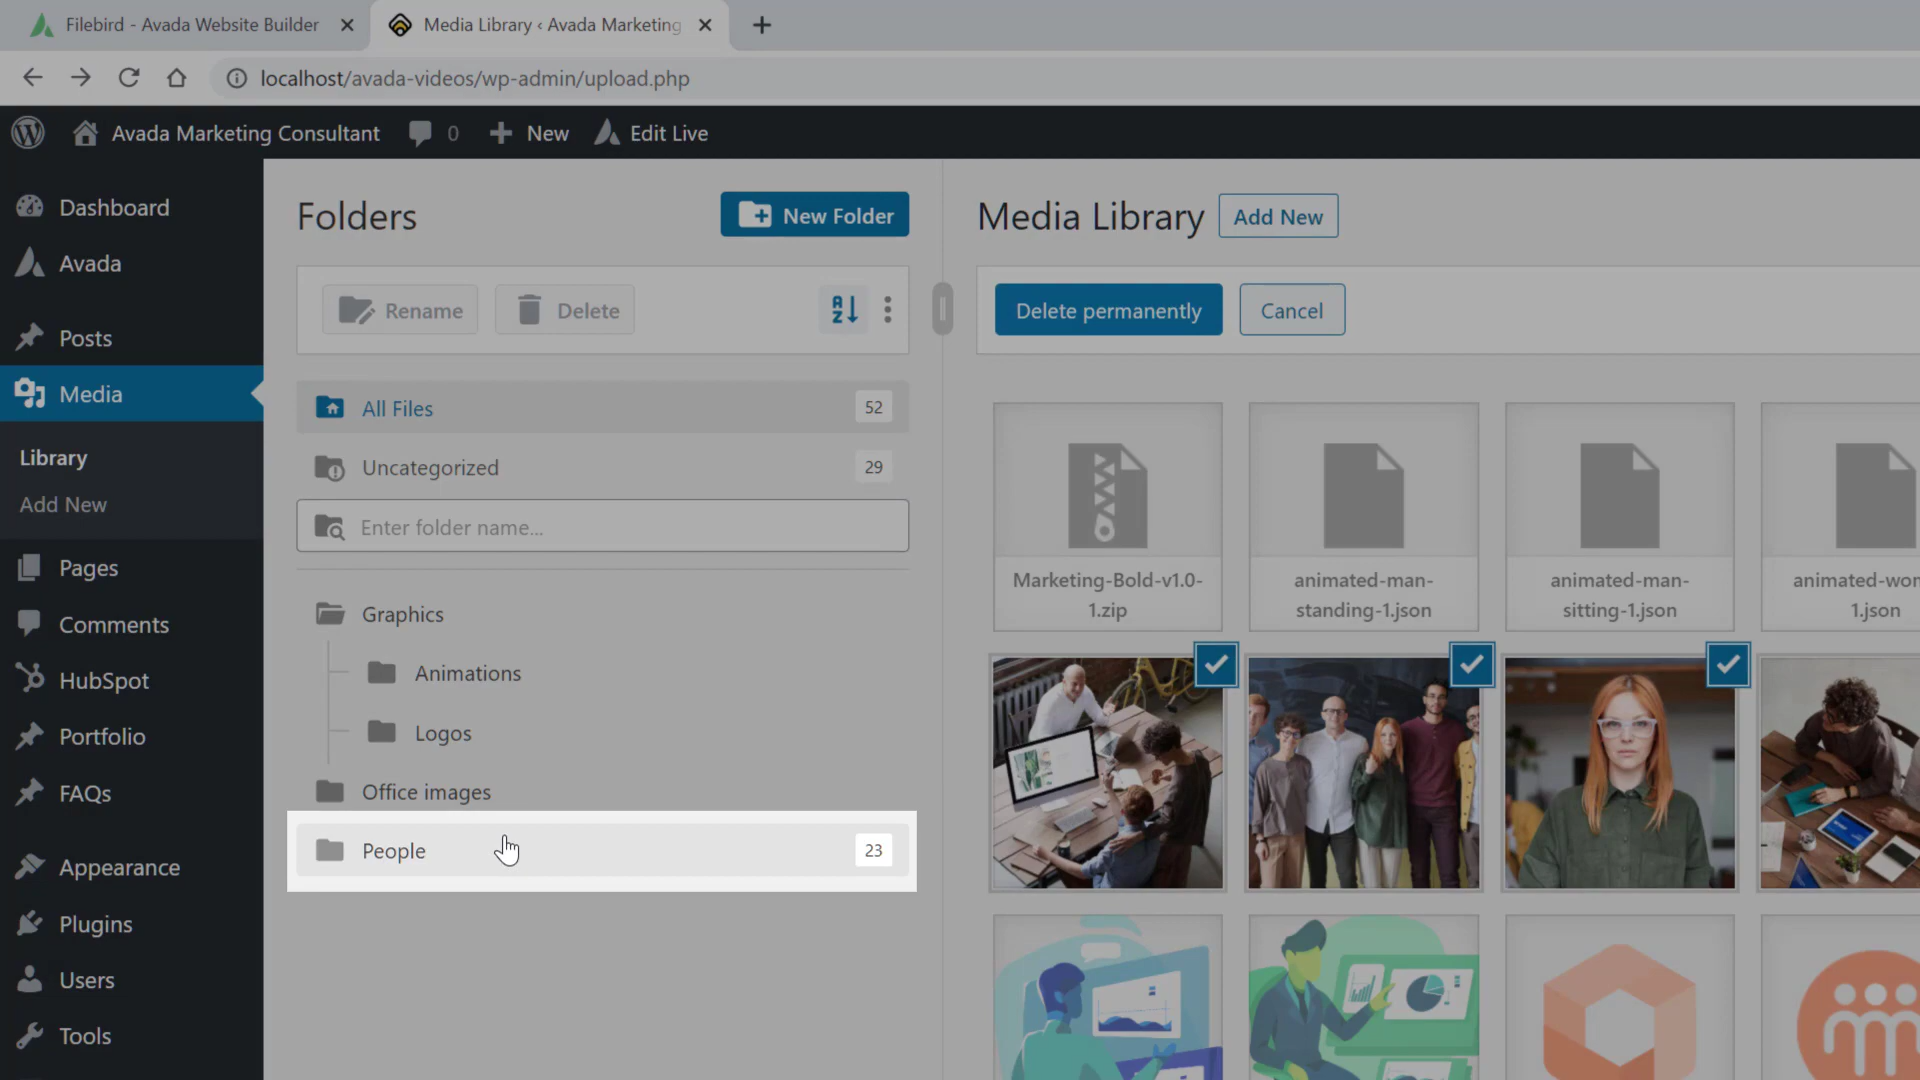 Filebird - Avada Website Builder
Media Library ‹ Avada Marketing
localhost/avada-videos/wp-admin/upload.php
Avada Marketing Consultant
0
New
Edit Live
Dashboard
Avada
Posts
Media
Library
Add New
Pages
Comments
HubSpot
Portfolio
FAQs
Appearance
Plugins
Users
Tools
Folders
New Folder
Rename
Delete
A
Z
All Files
52
Uncategorized
29
Enter folder name...
Graphics
Animations
Logos
Office images
People
23
Media Library
Add New
Delete permanently
Cancel
Marketing-Bold-v1.0-
1.zip
animated-man-
standing-1.json
animated-man-
sitting-1.json
animated-wo
1.json